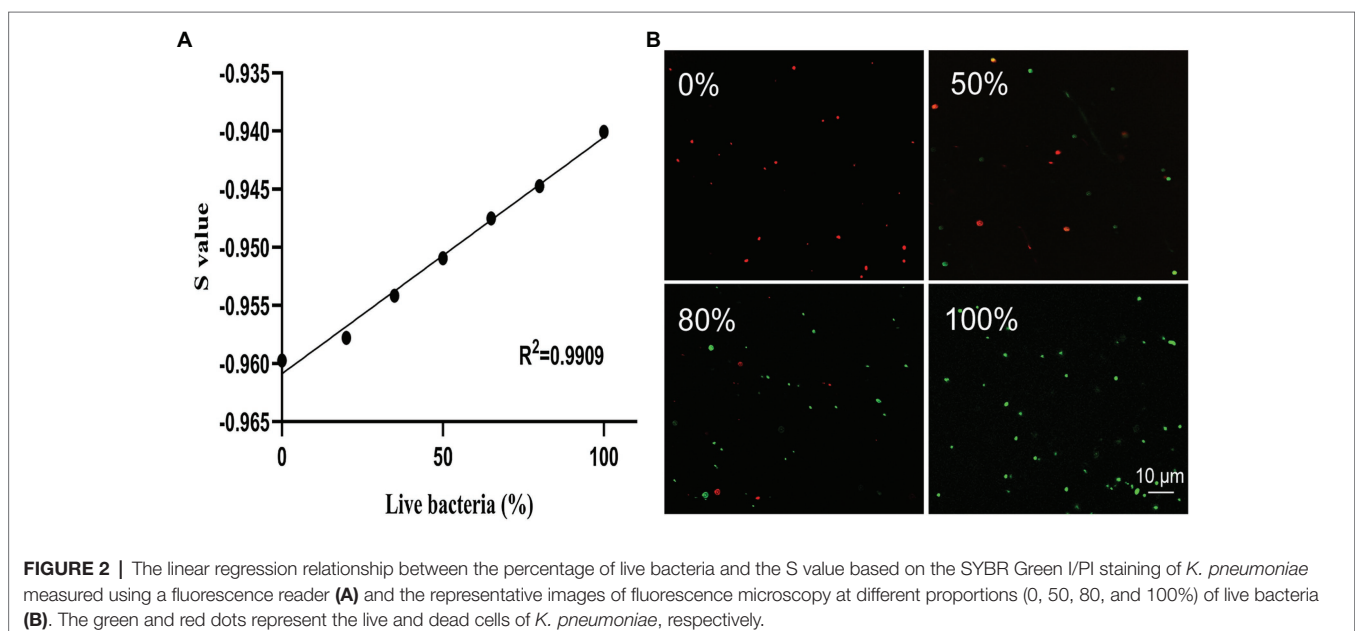 A
B
-0.935
-0.940
-0.945
-0.950
-0.955
-0.960
-0.965
S value
R²=0.9909
0
50
100
Live bacteria (%)
0%
50%
80%
100%
10 µm
FIGURE 2 | The linear regression relationship between the percentage of live bacteria and the S value based on the SYBR Green I/PI staining of K. pneumoniae
measured using a fluorescence reader (A) and the representative images of fluorescence microscopy at different proportions (0, 50, 80, and 100%) of live bacteria
(B). The green and red dots represent the live and dead cells of K. pneumoniae, respectively.